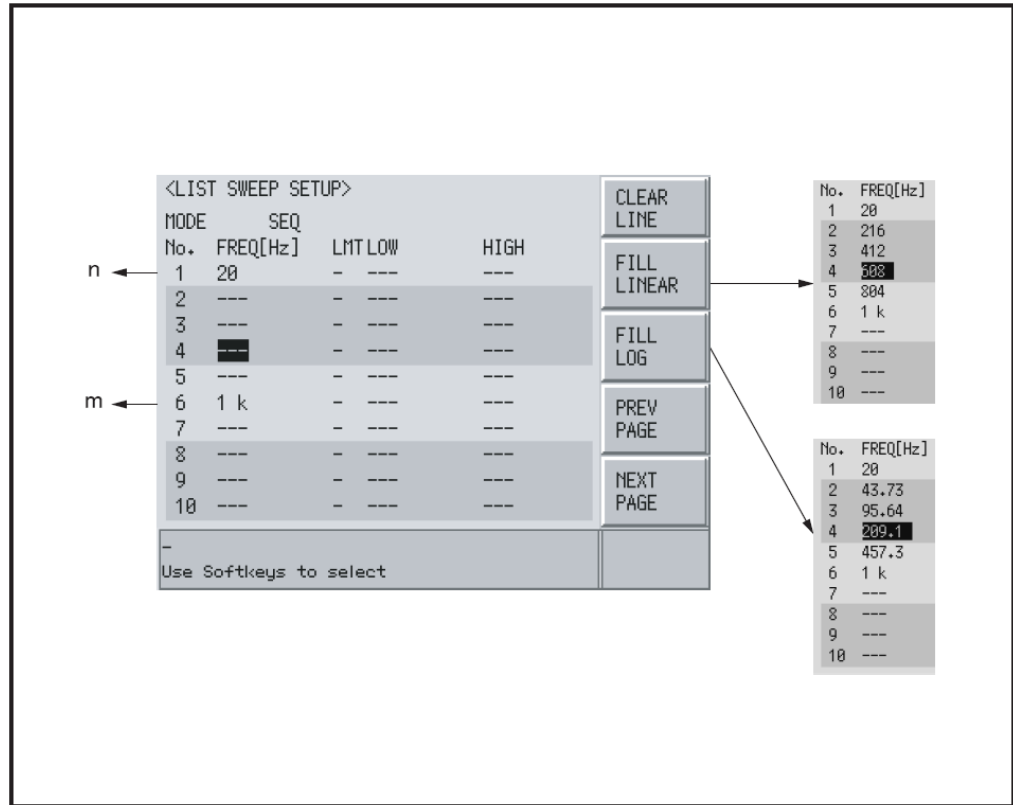 <LIST SWEEP SETUP>
MODE SEQ
No. FREQ[Hz] LMT LOW HIGH
n
1 20 - --- ---
2 --- - --- ---
3 --- - --- ---
4 --- - --- ---
5 --- - --- ---
m
6 1 k - --- ---
7 --- - --- ---
8 --- - --- ---
9 --- - --- ---
10 --- - --- ---
-
Use Softkeys to select
CLEAR
LINE
FILL
LINEAR
FILL
LOG
PREV
PAGE
NEXT
PAGE
No. FREQ[Hz]
1 20
2 216
3 412
4 608
5 804
6 1 k
7 ---
8 ---
9 ---
10 ---
No. FREQ[Hz]
1 20
2 43.73
3 95.64
4 209.1
5 457.3
6 1 k
7 ---
8 ---
9 ---
10 ---